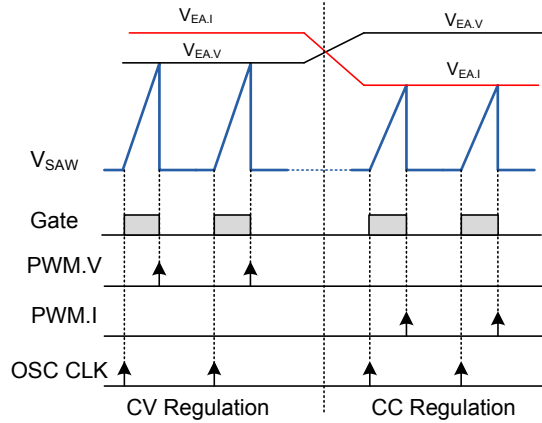 VEA.I
VEA.V
VEA.V
VEA.I
VSAW
Gate
PWM.V
PWM.I
OSC CLK
CV Regulation
CC Regulation